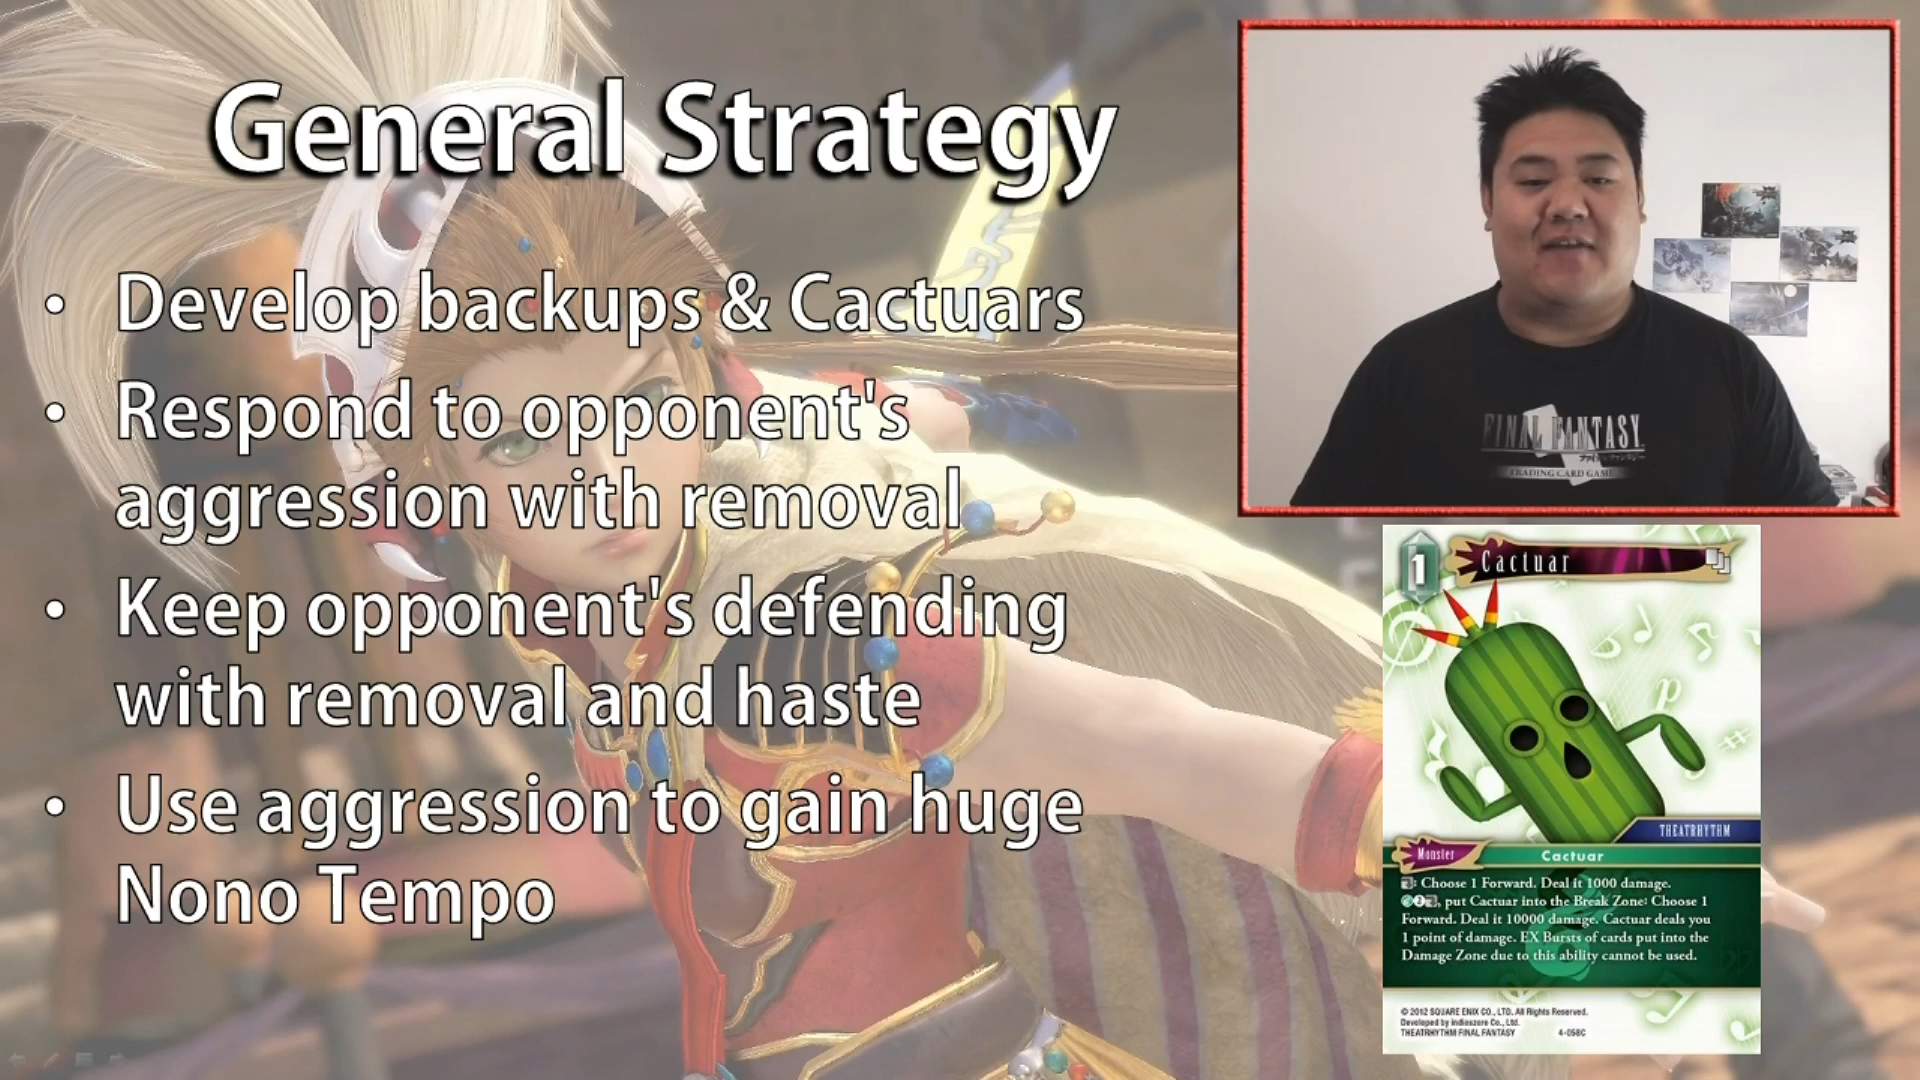 General Strategy
• Develop backups & Cactuars
• Respond to opponent's
aggression with removal
• Keep opponent's defending
with removal and haste
• Use aggression to gain huge
Nono Tempo
FINAL FANTASY
TRADING CARD GAME
1
Cactuar
THEATRHYTHM
Monster
Cactuar
: Choose 1 Forward. Deal it 1000 damage.
2, put Cactuar into the Break Zone: Choose 1
Forward. Deal it 10000 damage. Cactuar deals you
1 point of damage. EX Bursts of cards put into the
Damage Zone due to this ability cannot be used.
© 2012 SQUARE ENIX CO., LTD. All Rights Reserved.
Developed by indieszero Co., Ltd.
THEATRHYTHM FINAL FANTASY
4-058C